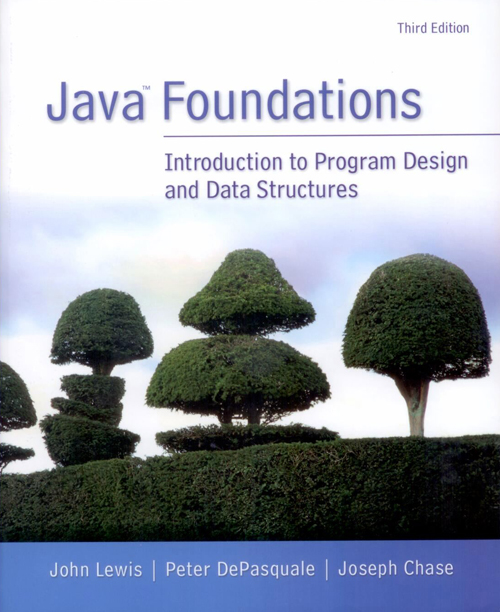 Third Edition
Java™ Foundations
Introduction to Program Design
and Data Structures
John Lewis | Peter DePasquale | Joseph Chase